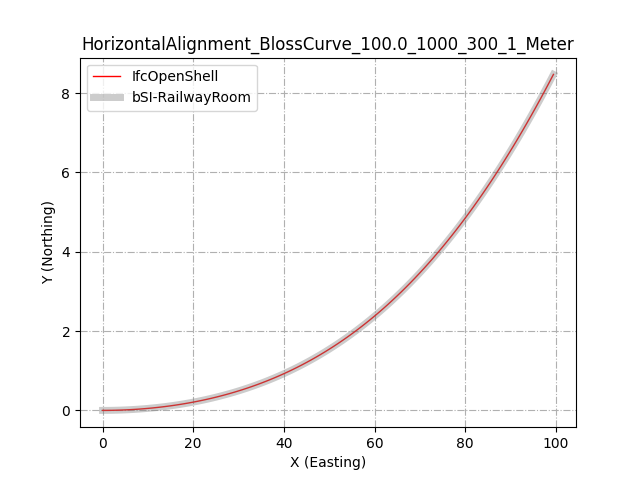 HorizontalAlignment_BlossCurve_100.0_1000_300_1_Meter
IfcOpenShell
bSI-RailwayRoom
8
6
4
2
0
Y (Northing)
0 20 40 60 80 100
X (Easting)